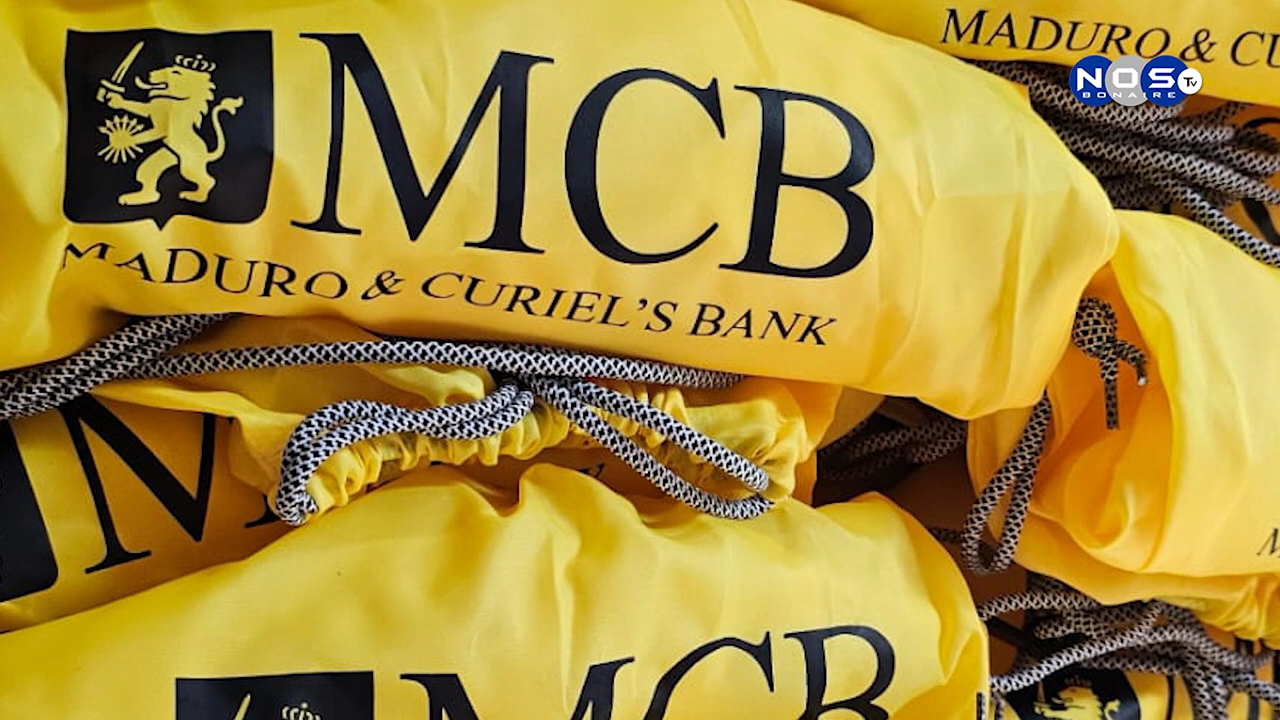 MCB
MADURO & CURIEL'S BANK
MADURO & CU
NOS TV
BONAIRE
M
MCB